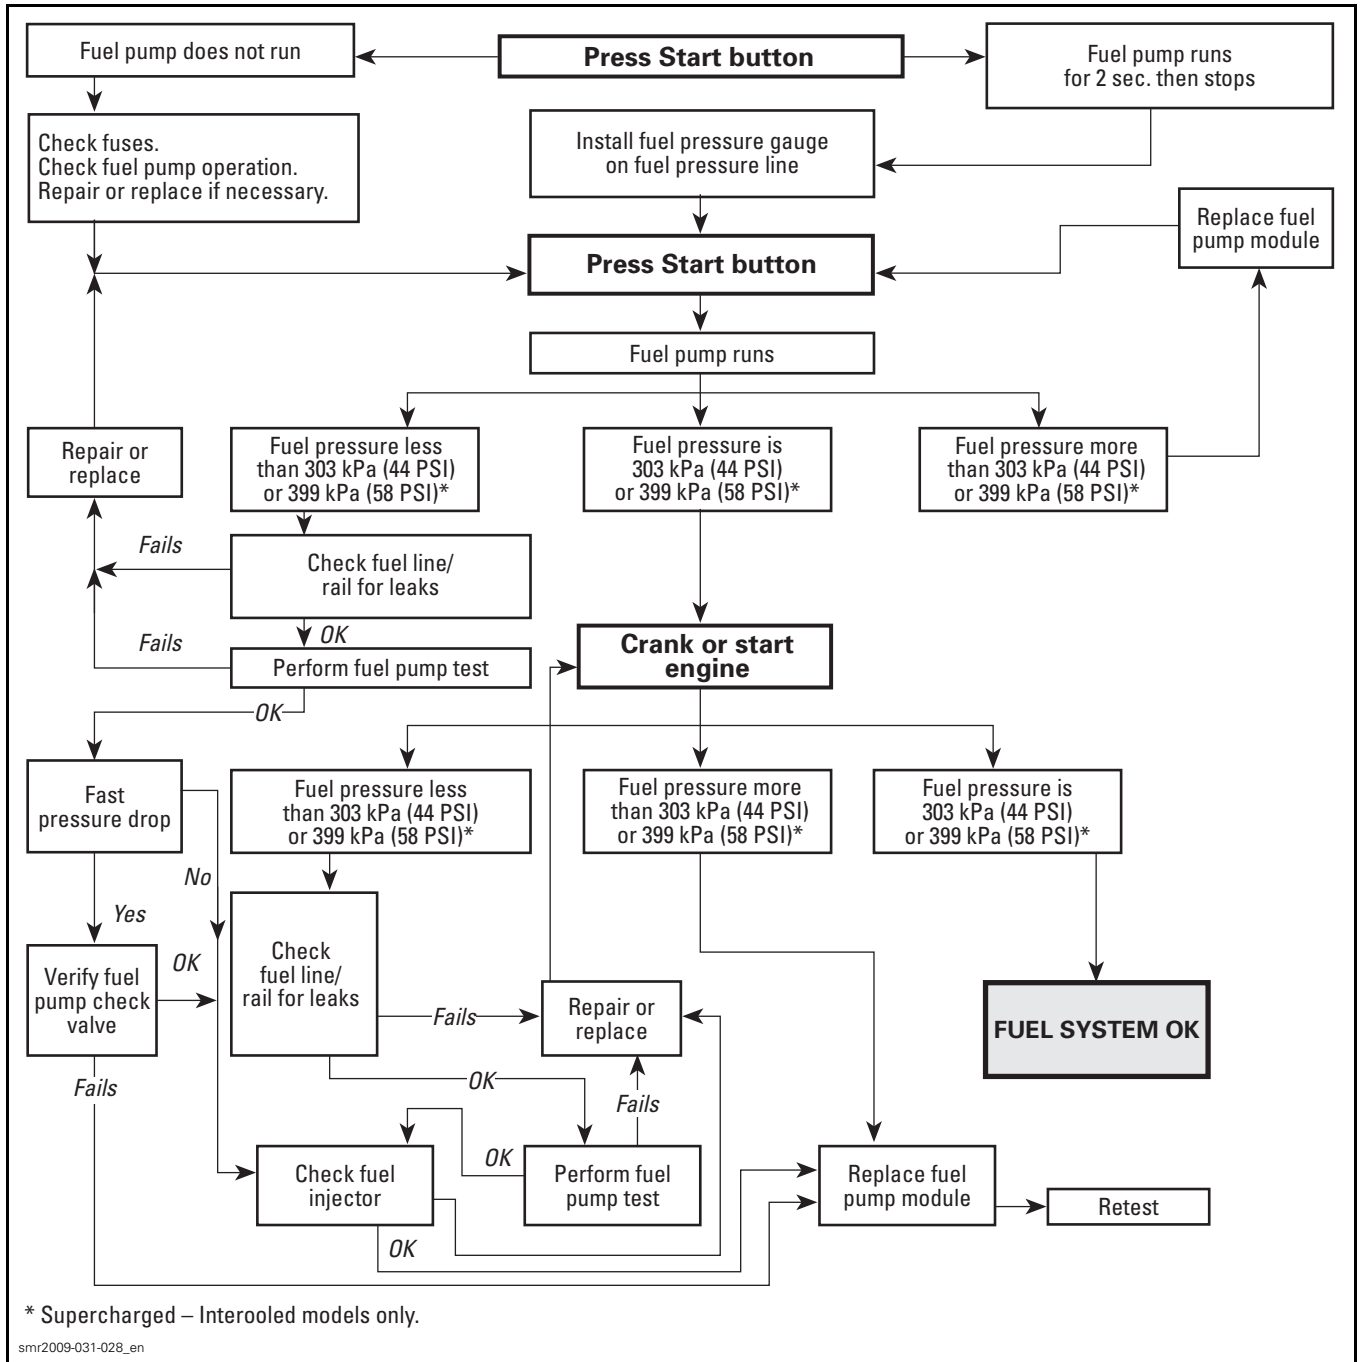 Fuel pump does not run
Press Start button
Fuel pump runs
for 2 sec. then stops
Check fuses.
Check fuel pump operation.
Repair or replace if necessary.
Install fuel pressure gauge
on fuel pressure line
Replace fuel
pump module
Press Start button
Fuel pump runs
Repair or
replace
Fuel pressure less
than 303 kPa (44 PSI)
or 399 kPa (58 PSI)*
Fuel pressure is
303 kPa (44 PSI)
or 399 kPa (58 PSI)*
Fuel pressure more
than 303 kPa (44 PSI)
or 399 kPa (58 PSI)*
Fails
Check fuel line/
rail for leaks
OK
Fails
Perform fuel pump test
Crank or start
engine
OK
Fast
pressure drop
Fuel pressure less
than 303 kPa (44 PSI)
or 399 kPa (58 PSI)*
Fuel pressure more
than 303 kPa (44 PSI)
or 399 kPa (58 PSI)*
Fuel pressure is
303 kPa (44 PSI)
or 399 kPa (58 PSI)*
No
Yes
Verify fuel
pump check
valve
OK
Check
fuel line/
rail for leaks
Fails
Repair or
replace
FUEL SYSTEM OK
Fails
OK
Fails
Check fuel
injector
OK
Perform fuel
pump test
Replace fuel
pump module
Retest
OK
* Supercharged – Interooled models only.
smr2009-031-028_en